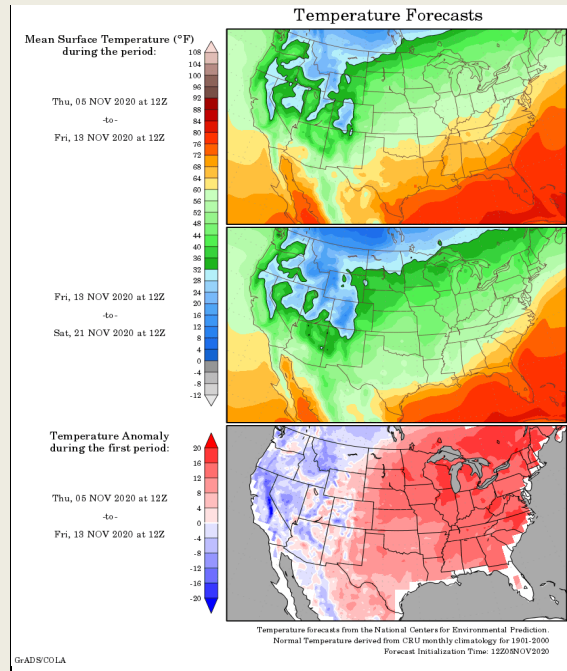 Temperature Forecasts
Mean Surface Temperature (°F)
during the period:
108
104
100
96
92
88
84
80
76
72
68
64
60
56
52
48
44
40
36
32
28
24
20
16
12
8
4
0
-4
-8
-12
Thu, 05 NOV 2020 at 12Z
-to-
Fri, 13 NOV 2020 at 12Z
Fri, 13 NOV 2020 at 12Z
-to-
Sat, 21 NOV 2020 at 12Z
Temperature Anomaly
during the first period:
20
16
12
8
4
0
-4
-8
-12
-16
-20
Thu, 05 NOV 2020 at 12Z
-to-
Fri, 13 NOV 2020 at 12Z
Temperature forecasts from the National Centers for Environmental Prediction.
Normal Temperature derived from CRU monthly climatology for 1901-2000
Forecast Initialization Time: 12Z05NOV2020
GrADS/COLA